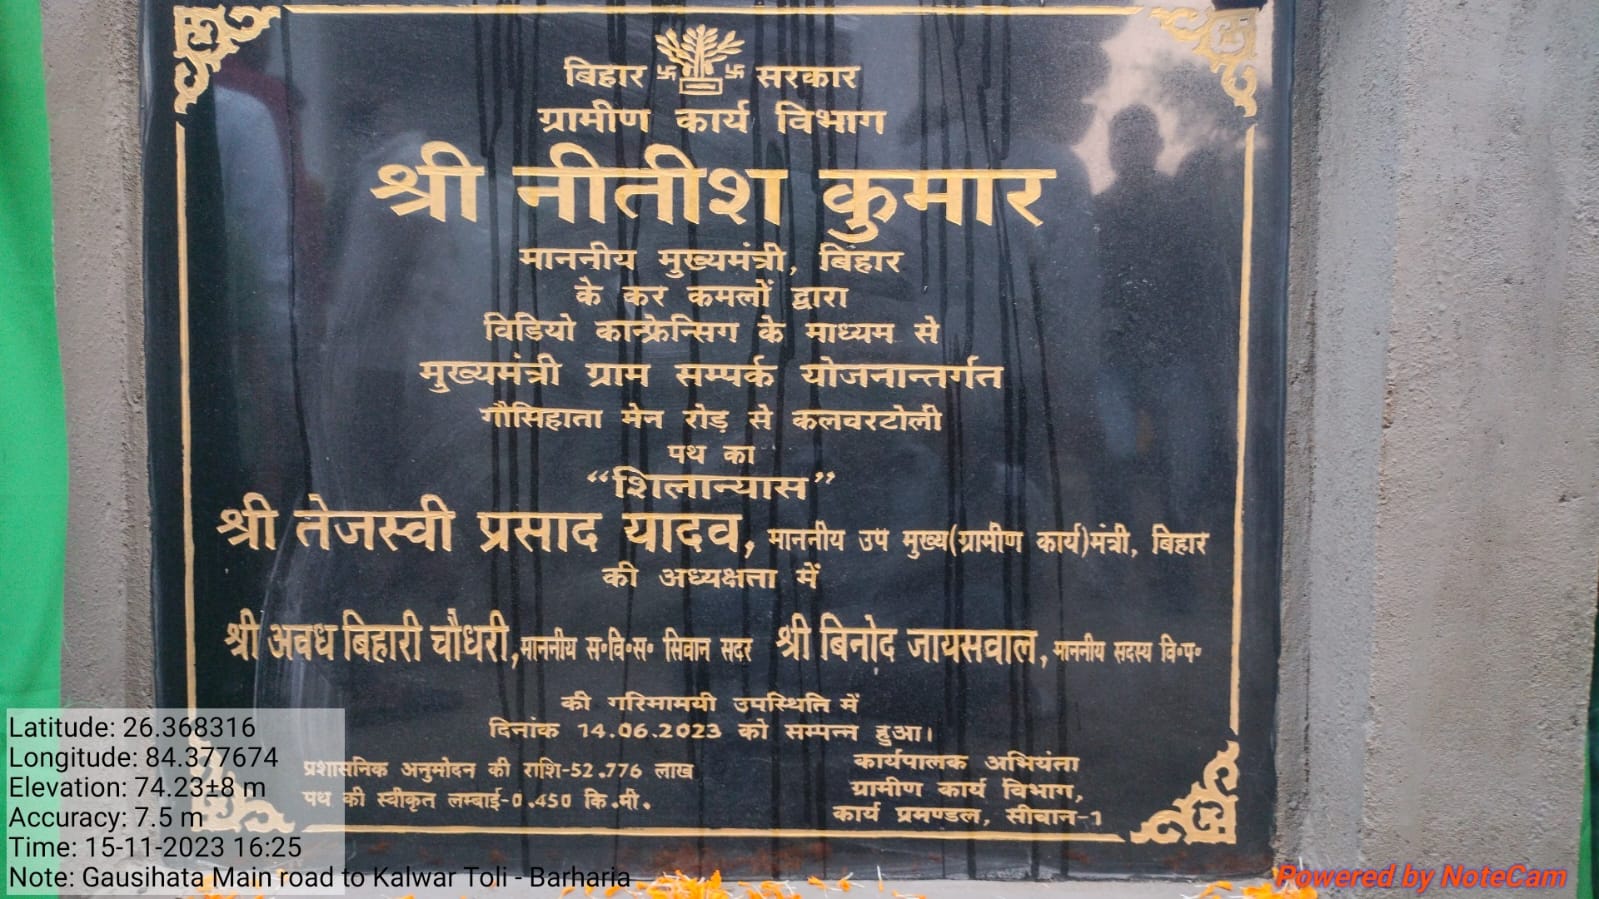 बिहार सरकार
ग्रामीण कार्य विभाग
श्री नीतीश कुमार
माननीय मुख्यमंत्री, बिहार
के कर कमलों द्वारा
विडियो कान्फ्रेन्सिग के माध्यम से
मुख्यमंत्री ग्राम सम्पर्क योजनान्तर्गत
गौसिहाता मेन रोड़ से कलवरटोली
पथ का
“शिलान्यास”
श्री तेजस्वी प्रसाद यादव, माननीय उप मुख्य(ग्रामीण कार्य)मंत्री, बिहार
की अध्यक्षता में
श्री अवध बिहारी चौधरी, माननीय स॰वि॰स॰ सिवान सदर श्री बिनोद जायसवाल, माननीय सदस्य वि॰प॰
की गरिमामयी उपस्थिति में
दिनांक 14.06.2023 को सम्पन्न हुआ।
प्रशासनिक अनुमोदन की राशि-52.776 लाख
पथ की स्वीकृत लम्बाई-0.450 कि.मी.
कार्यपालक अभियंता
ग्रामीण कार्य विभाग,
कार्य प्रमण्डल, सीवान-1
Latitude: 26.368316
Longitude: 84.377674
Elevation: 74.23±8 m
Accuracy: 7.5 m
Time: 15-11-2023 16:25
Note: Gausihata Main road to Kalwar Toli - Barharia
Powered by NoteCam